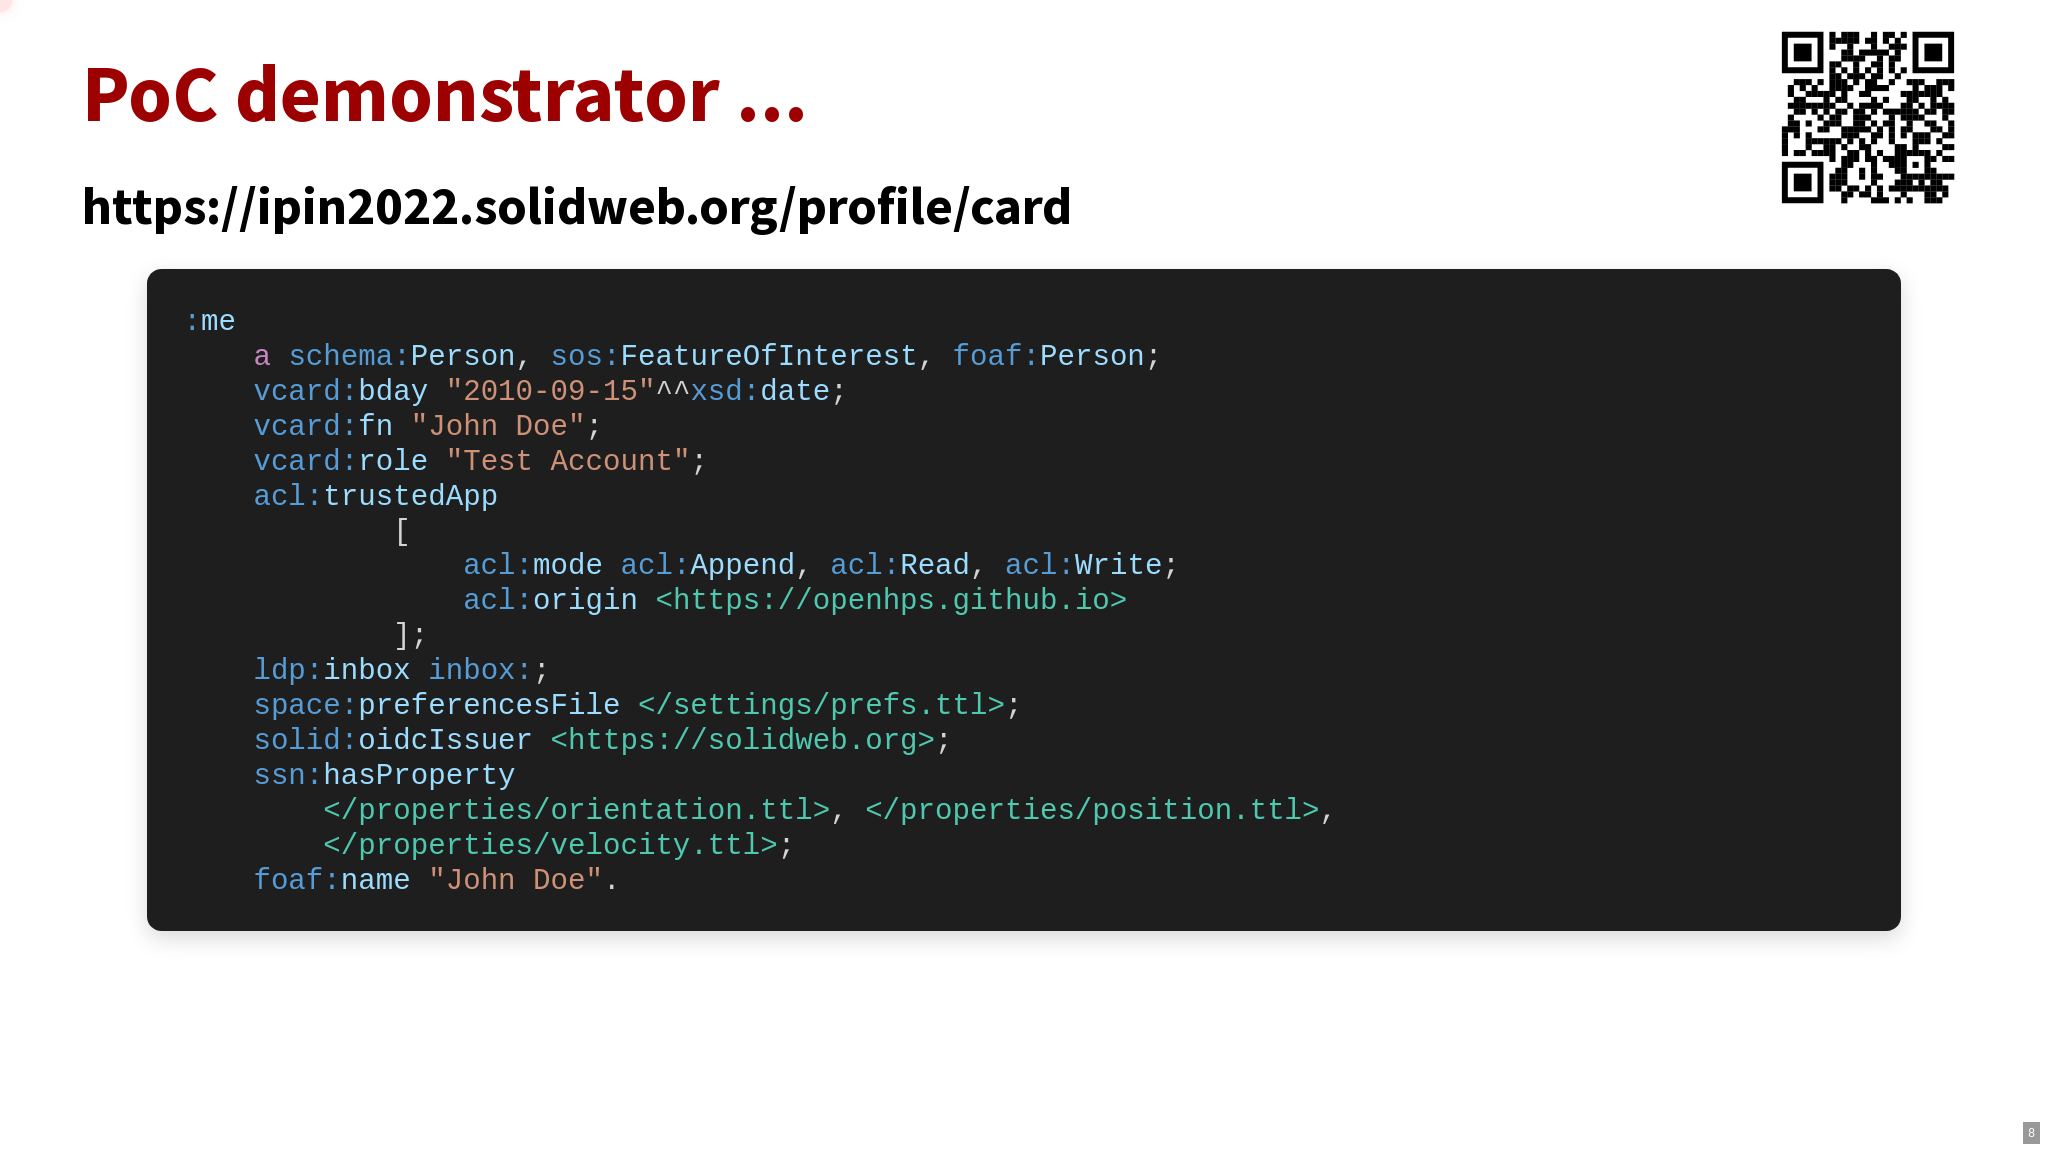 PoC demonstrator ...
https://ipin2022.solidweb.org/profile/card
:me
    a schema:Person, sos:FeatureOfInterest, foaf:Person;
    vcard:bday "2010-09-15"^^xsd:date;
    vcard:fn "John Doe";
    vcard:role "Test Account";
    acl:trustedApp
            [
                acl:mode acl:Append, acl:Read, acl:Write;
                acl:origin <https://openhps.github.io>
            ];
    ldp:inbox inbox:;
    space:preferencesFile </settings/prefs.ttl>;
    solid:oidcIssuer <https://solidweb.org>;
    ssn:hasProperty
        </properties/orientation.ttl>, </properties/position.ttl>,
        </properties/velocity.ttl>;
    foaf:name "John Doe".
8